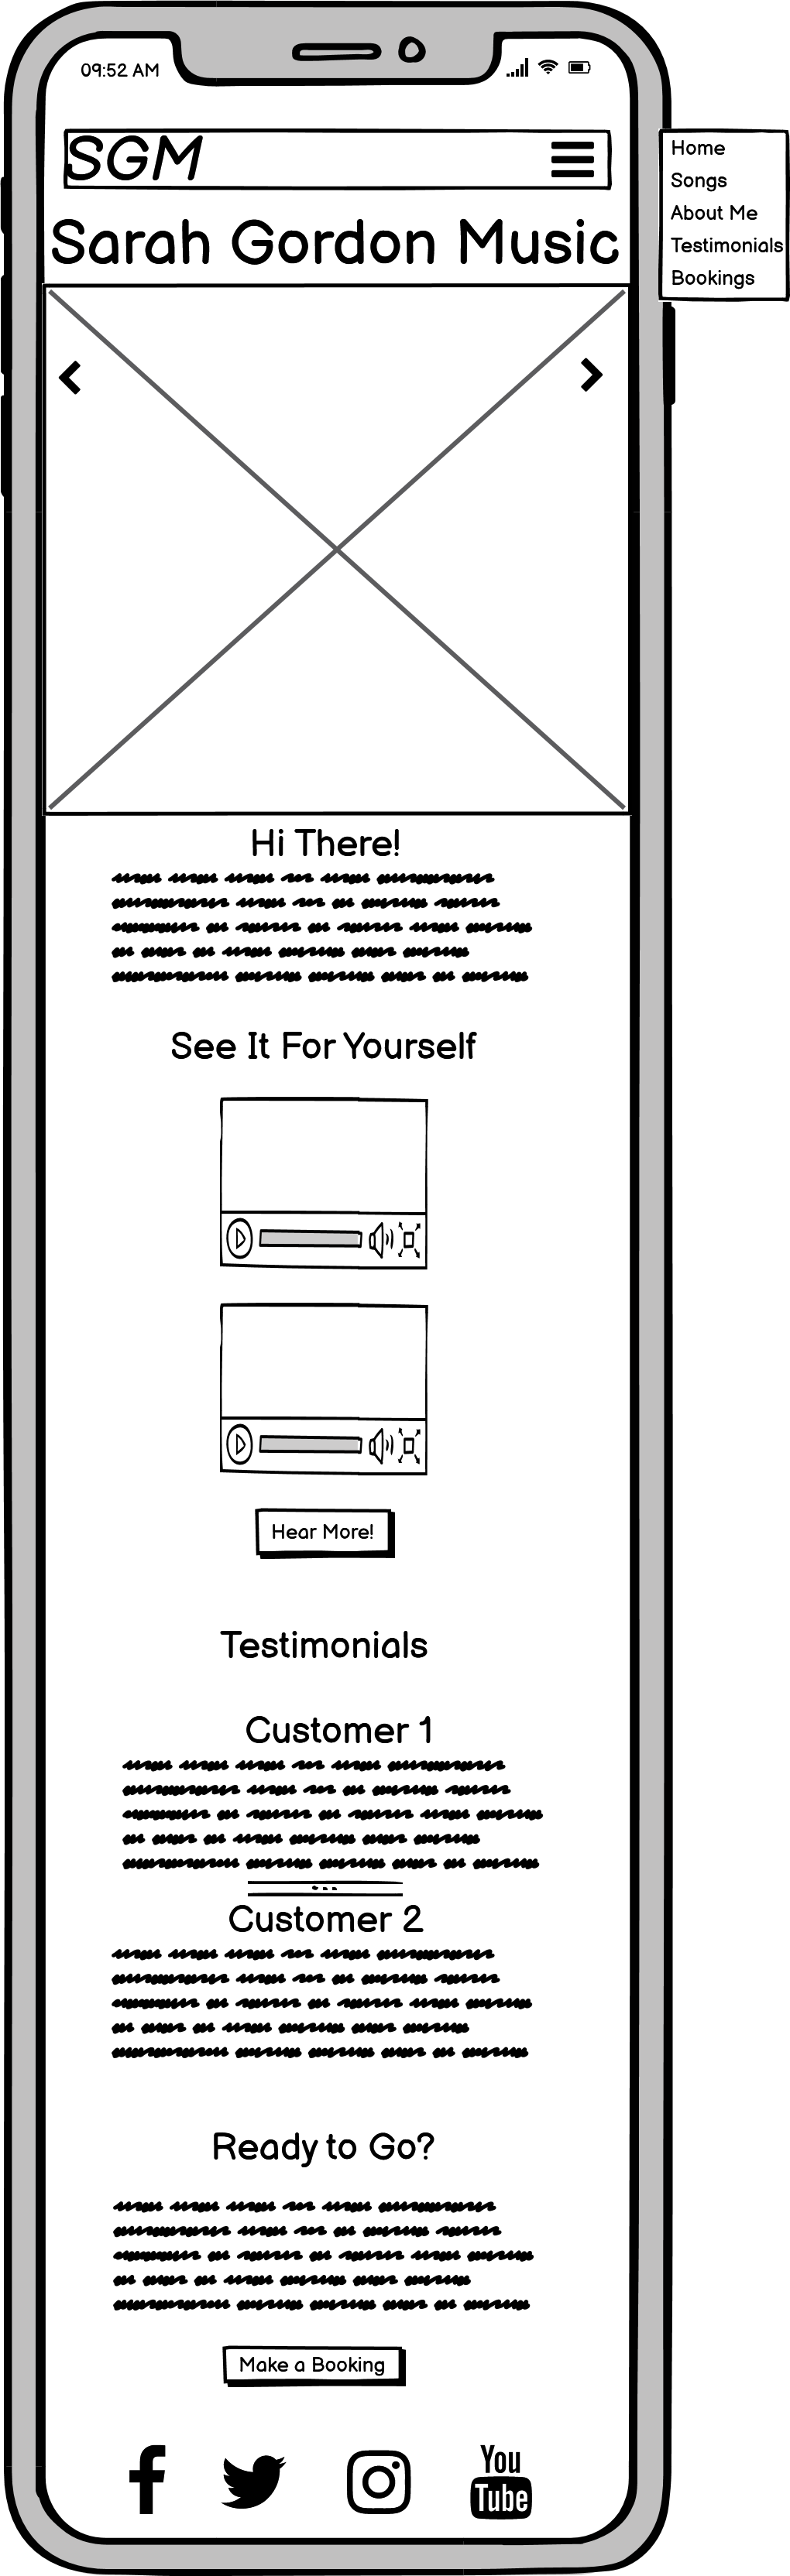 09:52 AM
SGM
Home
Songs
About Me
Testimonials
Bookings
Sarah Gordon Music
Hi There!
See It For Yourself
Hear More!
Testimonials
Customer 1
Customer 2
Ready to Go?
Make a Booking
You
Tube